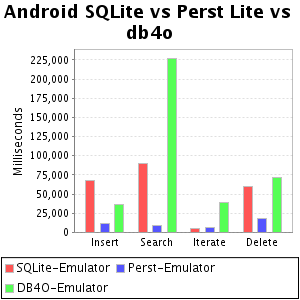 Android SQLite vs Perst Lite vs
db4o
225,000
200,000
175,000
150,000
125,000
100,000
75,000
50,000
25,000
0
Milliseconds
Insert Search Iterate Delete
SQLite-Emulator Perst-Emulator
DB4O-Emulator